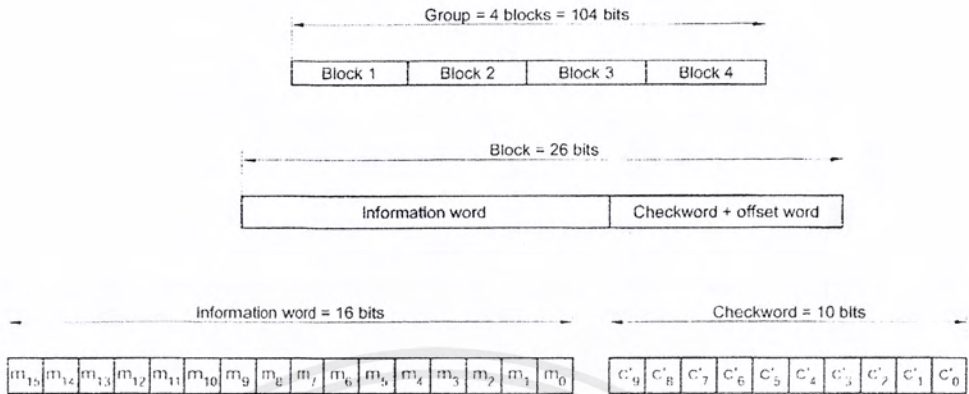 Group = 4 blocks = 104 bits
Block 1 Block 2 Block 3 Block 4
Block = 26 bits
Information word Checkword + offset word
Information word = 16 bits Checkword = 10 bits
m15 m14 m13 m12 m11 m10 m9 m8 m7 m6 m5 m4 m3 m2 m1 m0 c'9 c'8 c'7 c'6 c'5 c'4 c'3 c'2 c'1 c'0